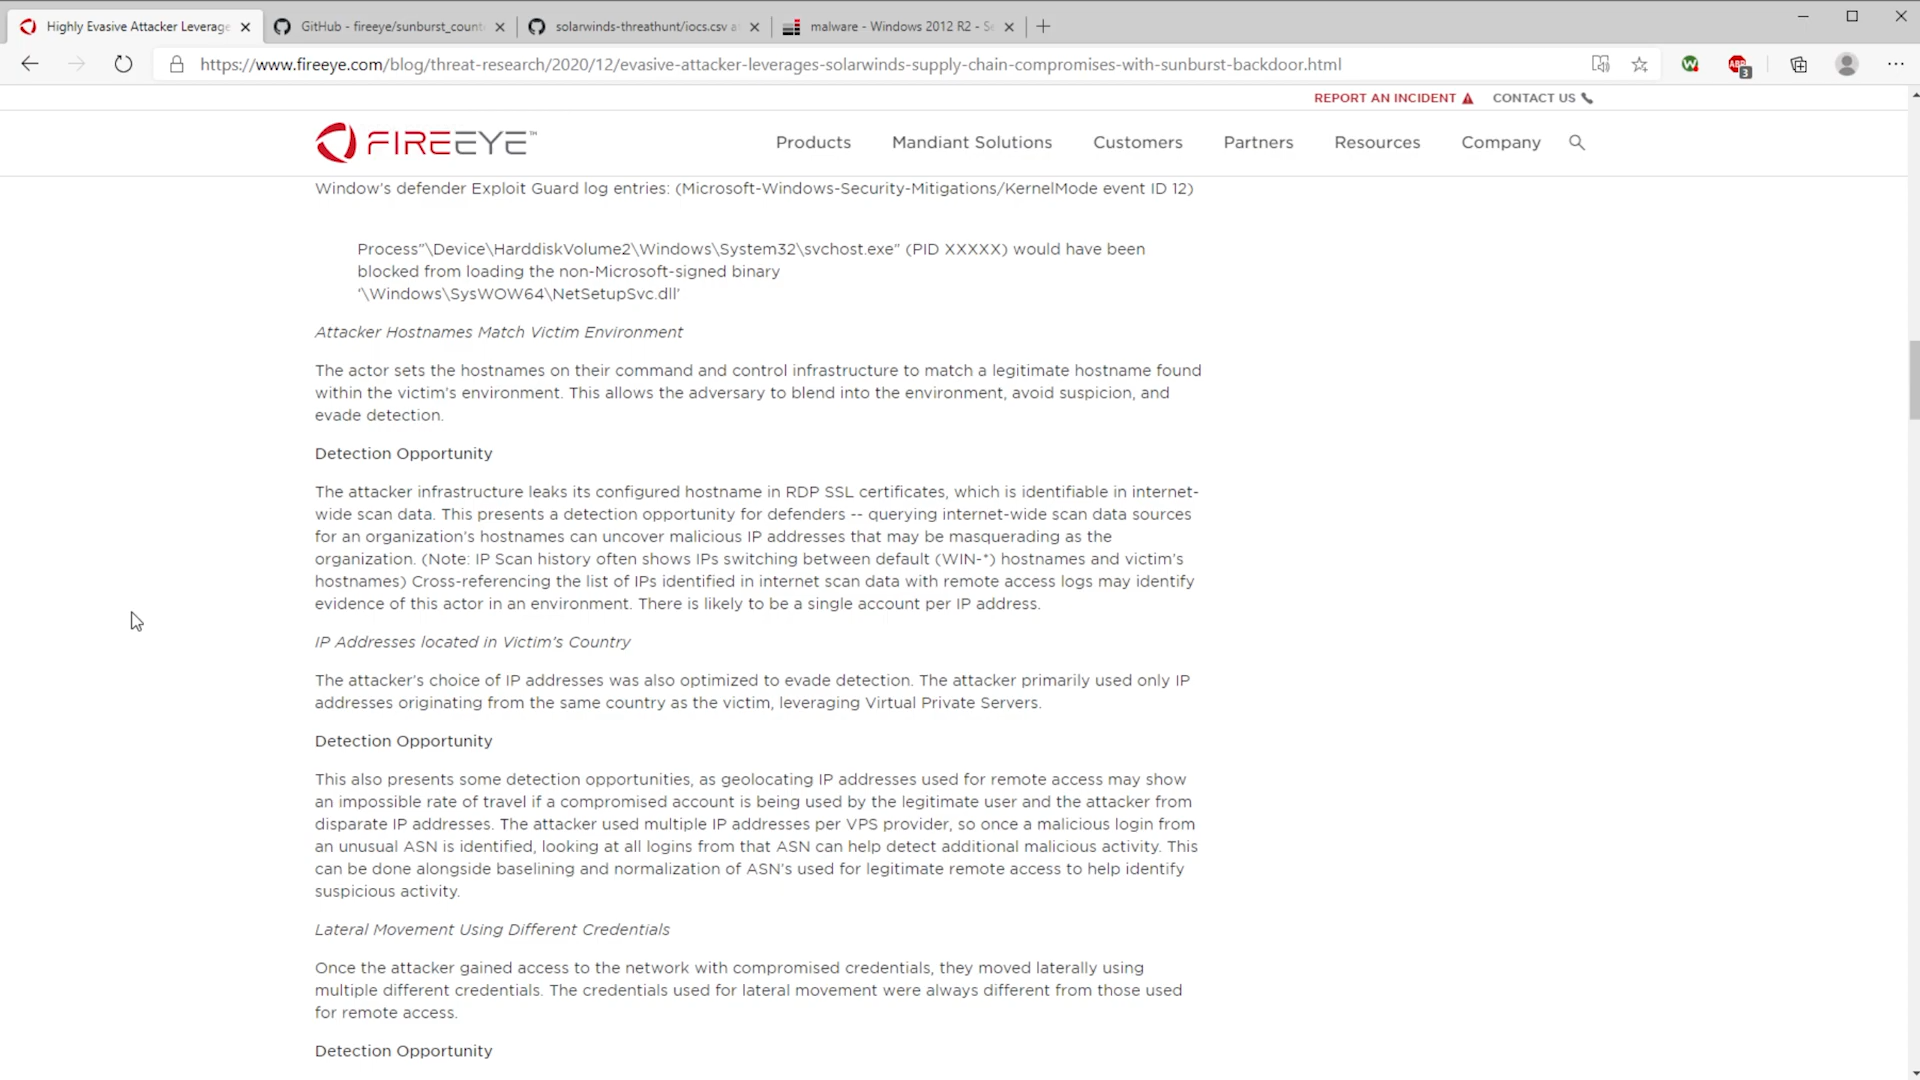 Highly Evasive Attacker Leverage
GitHub - fireeye/sunburst_count
solarwinds-threathunt/iocs.csv a
malware - Windows 2012 R2 - S
https://www.fireeye.com/blog/threat-research/2020/12/evasive-attacker-leverages-solarwinds-supply-chain-compromises-with-sunburst-backdoor.html
ABP
3
REPORT AN INCIDENT
CONTACT US
FIREEYE™
Products
Mandiant Solutions
Customers
Partners
Resources
Company
Window's defender Exploit Guard log entries: (Microsoft-Windows-Security-Mitigations/KernelMode event ID 12)
Process"\Device\HarddiskVolume2\Windows\System32\svchost.exe" (PID XXXXX) would have been
blocked from loading the non-Microsoft-signed binary
'\Windows\SysWOW64\NetSetupSvc.dll'
Attacker Hostnames Match Victim Environment
The actor sets the hostnames on their command and control infrastructure to match a legitimate hostname found
within the victim's environment. This allows the adversary to blend into the environment, avoid suspicion, and
evade detection.
Detection Opportunity
The attacker infrastructure leaks its configured hostname in RDP SSL certificates, which is identifiable in internet-
wide scan data. This presents a detection opportunity for defenders -- querying internet-wide scan data sources
for an organization's hostnames can uncover malicious IP addresses that may be masquerading as the
organization. (Note: IP Scan history often shows IPs switching between default (WIN-*) hostnames and victim's
hostnames) Cross-referencing the list of IPs identified in internet scan data with remote access logs may identify
evidence of this actor in an environment. There is likely to be a single account per IP address.
IP Addresses located in Victim's Country
The attacker's choice of IP addresses was also optimized to evade detection. The attacker primarily used only IP
addresses originating from the same country as the victim, leveraging Virtual Private Servers.
Detection Opportunity
This also presents some detection opportunities, as geolocating IP addresses used for remote access may show
an impossible rate of travel if a compromised account is being used by the legitimate user and the attacker from
disparate IP addresses. The attacker used multiple IP addresses per VPS provider, so once a malicious login from
an unusual ASN is identified, looking at all logins from that ASN can help detect additional malicious activity. This
can be done alongside baselining and normalization of ASN's used for legitimate remote access to help identify
suspicious activity.
Lateral Movement Using Different Credentials
Once the attacker gained access to the network with compromised credentials, they moved laterally using
multiple different credentials. The credentials used for lateral movement were always different from those used
for remote access.
Detection Opportunity